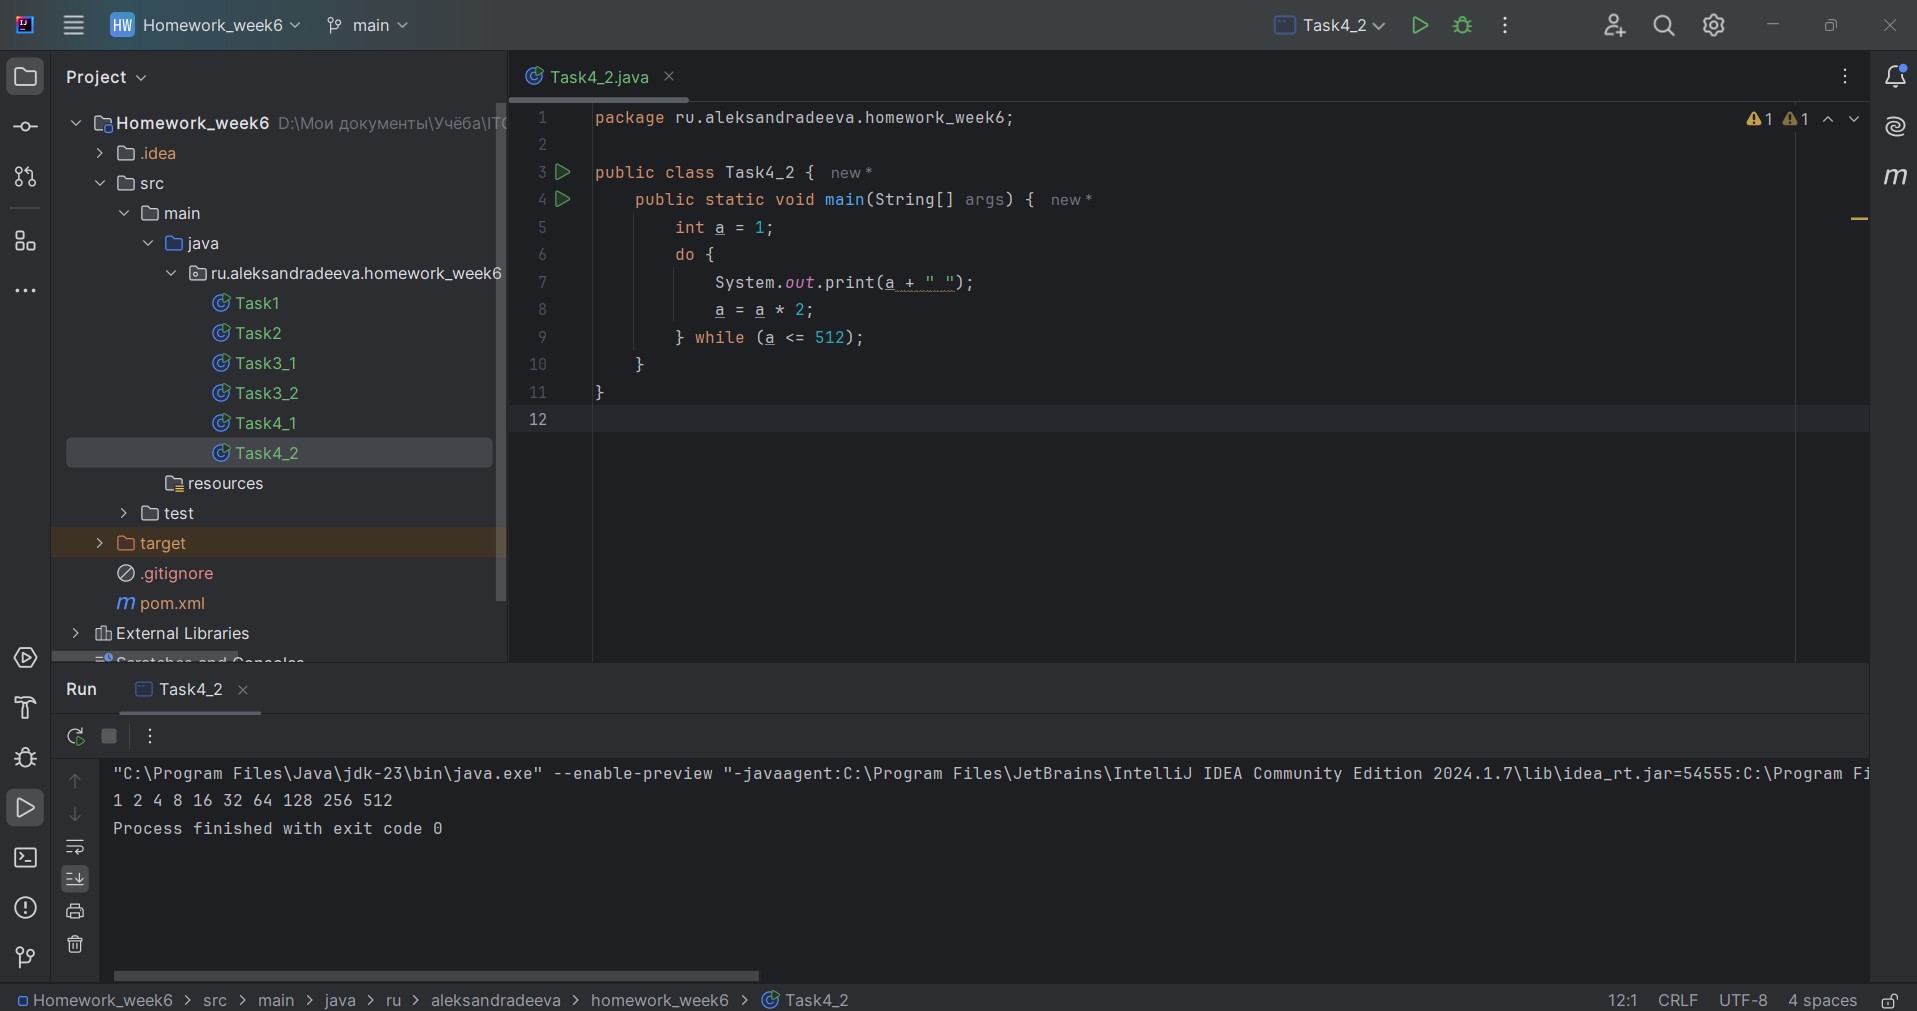 HW Homework_week6 main Task4_2
Project
Homework_week6 D:\Мои документы\Учёба\ITC
.idea
src
main
java
ru.aleksandradeeva.homework_week6
Task1
Task2
Task3_1
Task3_2
Task4_1
Task4_2
resources
test
target
.gitignore
pom.xml
External Libraries
Scratches and Consoles
Task4_2.java
1 package ru.aleksandradeeva.homework_week6; 1 1
2
3 public class Task4_2 { new *
4 public static void main(String[] args) { new *
5 int a = 1;
6 do {
7 System.out.print(a + " ");
8 a = a * 2;
9 } while (a <= 512);
10 }
11 }
12
Run Task4_2
"C:\Program Files\Java\jdk-23\bin\java.exe" --enable-preview "-javaagent:C:\Program Files\JetBrains\IntelliJ IDEA Community Edition 2024.1.7\lib\idea_rt.jar=54555:C:\Program Fi
1 2 4 8 16 32 64 128 256 512
Process finished with exit code 0
Homework_week6 > src > main > java > ru > aleksandradeeva > homework_week6 > Task4_2 12:1 CRLF UTF-8 4 spaces